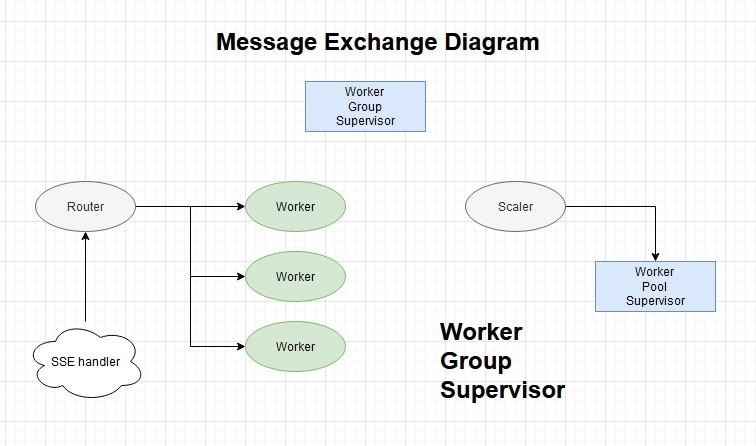 Message Exchange Diagram
Worker
Group
Supervisor
Router
Worker
Scaler
Worker
Worker
Pool
Supervisor
SSE handler
Worker
Worker
Group
Supervisor